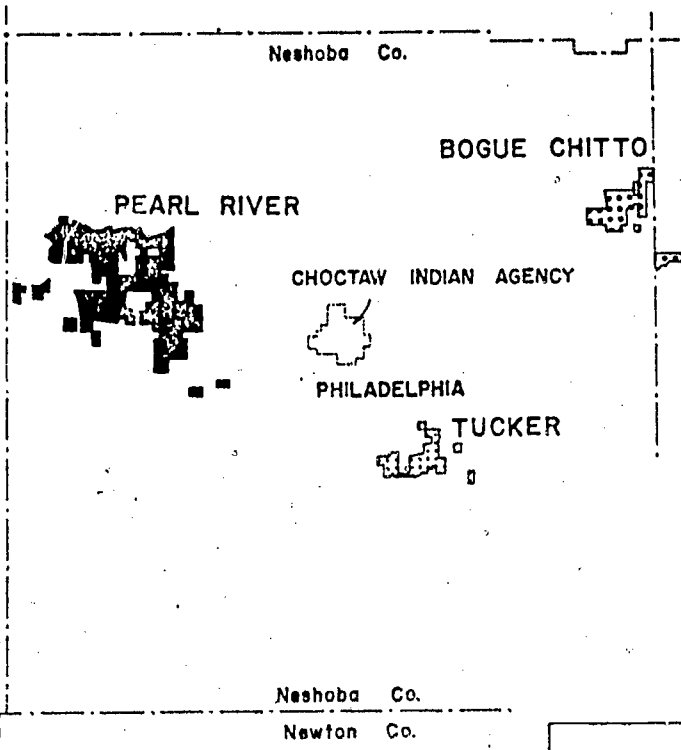 Neshoba Co.
BOGUE CHITTO
PEARL RIVER
CHOCTAW INDIAN AGENCY
PHILADELPHIA
TUCKER
Neshoba Co.
Newton Co.